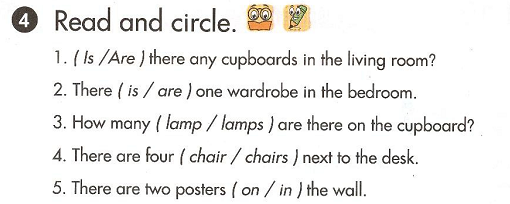 4 Read and circle.
1. ( Is /Are ) there any cupboards in the living room?
2. There ( is / are ) one wardrobe in the bedroom.
3. How many ( lamp / lamps ) are there on the cupboard?
4. There are four ( chair / chairs ) next to the desk.
5. There are two posters ( on / in ) the wall.